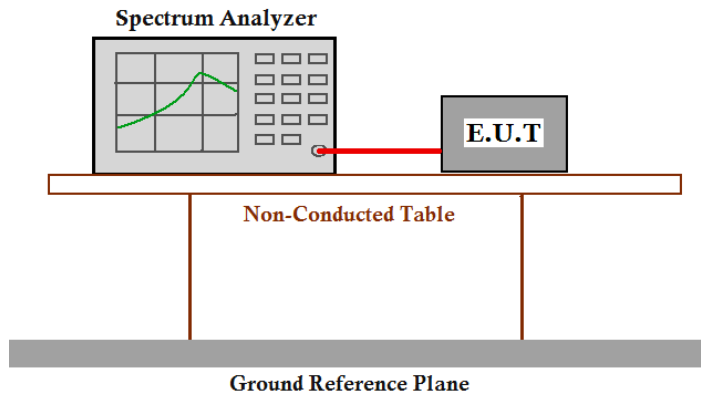 Spectrum Analyzer
E.U.T
Non-Conducted Table
Ground Reference Plane